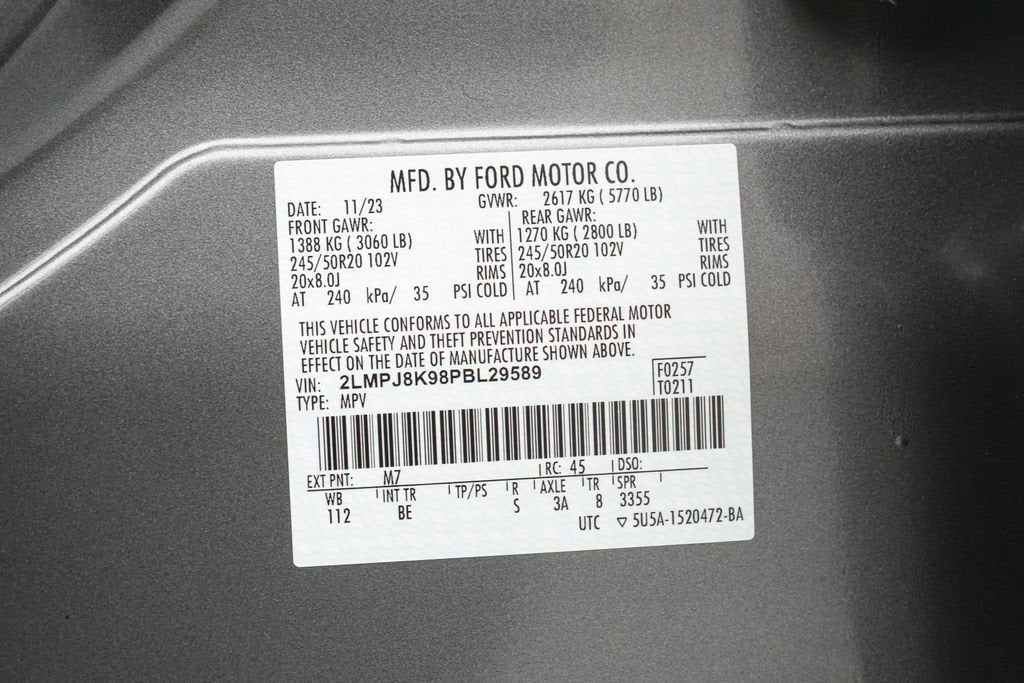 MFD. BY FORD MOTOR CO.
DATE: 11/23 GVWR: 2617 KG ( 5770 LB)
FRONT GAWR: REAR GAWR:
1388 KG ( 3060 LB) WITH 1270 KG ( 2800 LB) WITH
245/50R20 102V TIRES 245/50R20 102V TIRES
20x8.0J RIMS 20x8.0J RIMS
AT 240 kPa/ 35 PSI COLD AT 240 kPa/ 35 PSI COLD
THIS VEHICLE CONFORMS TO ALL APPLICABLE FEDERAL MOTOR
VEHICLE SAFETY AND THEFT PREVENTION STANDARDS IN
EFFECT ON THE DATE OF MANUFACTURE SHOWN ABOVE.
VIN: 2LMPJ8K98PBL29589 F0257
TYPE: MPV T0211
EXT PNT: M7 RC: 45 DSO:
WB INT TR TP/PS R AXLE TR SPR
112 BE S 3A 8 3355
UTC ▽ 5U5A-1520472-BA